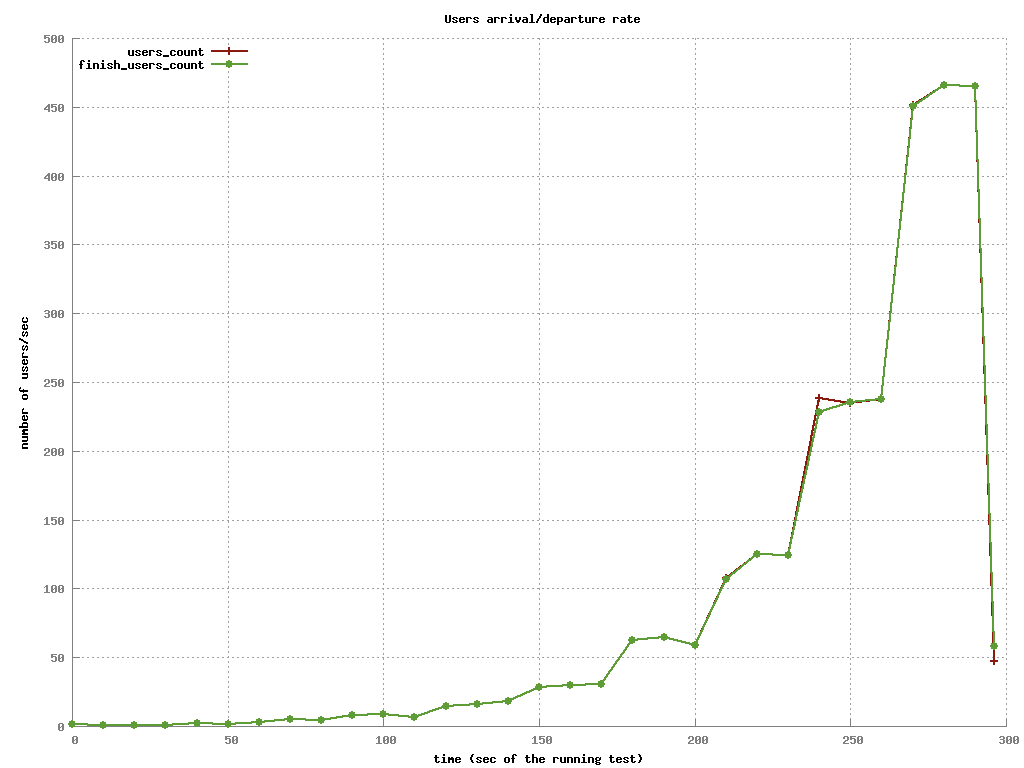 Users arrival/departure rate
users_count
finish_users_count
500
450
400
350
300
250
200
150
100
50
0
number of users/sec
0 50 100 150 200 250 300
time (sec of the running test)